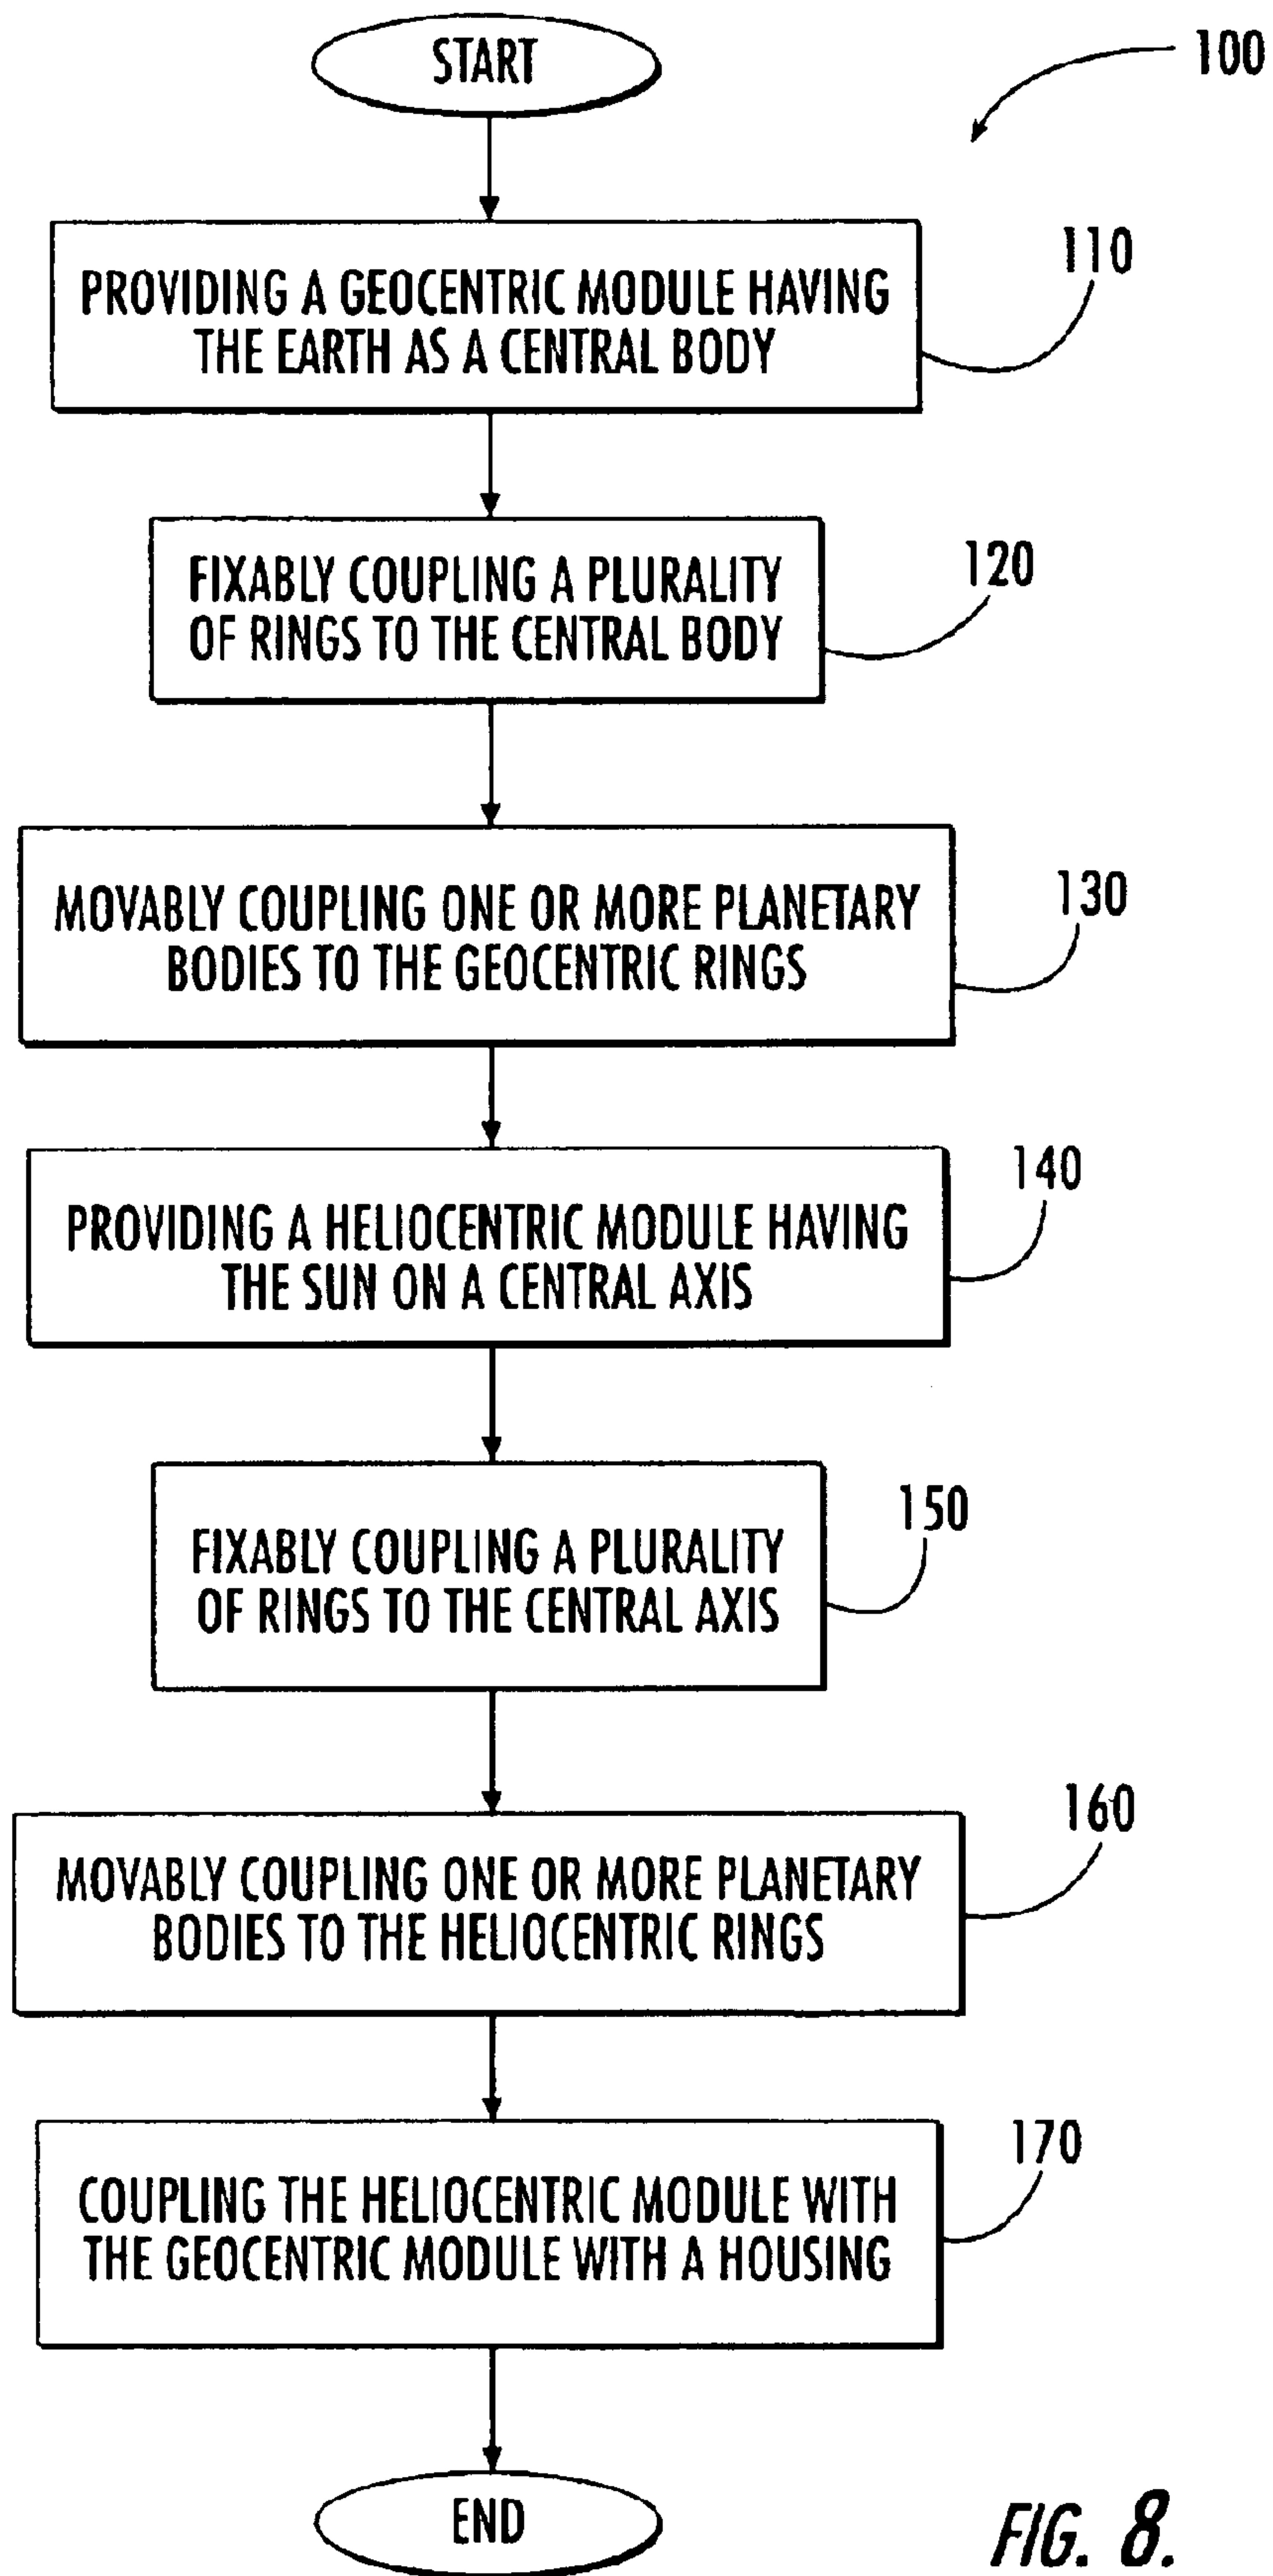 START
100
PROVIDING A GEOCENTRIC MODULE HAVING
THE EARTH AS A CENTRAL BODY
110
FIXABLY COUPLING A PLURALITY
OF RINGS TO THE CENTRAL BODY
120
MOVABLY COUPLING ONE OR MORE PLANETARY
BODIES TO THE GEOCENTRIC RINGS
130
PROVIDING A HELIOCENTRIC MODULE HAVING
THE SUN ON A CENTRAL AXIS
140
FIXABLY COUPLING A PLURALITY
OF RINGS TO THE CENTRAL AXIS
150
MOVABLY COUPLING ONE OR MORE PLANETARY
BODIES TO THE HELIOCENTRIC RINGS
160
COUPLING THE HELIOCENTRIC MODULE WITH
THE GEOCENTRIC MODULE WITH A HOUSING
170
END
FIG. 8.